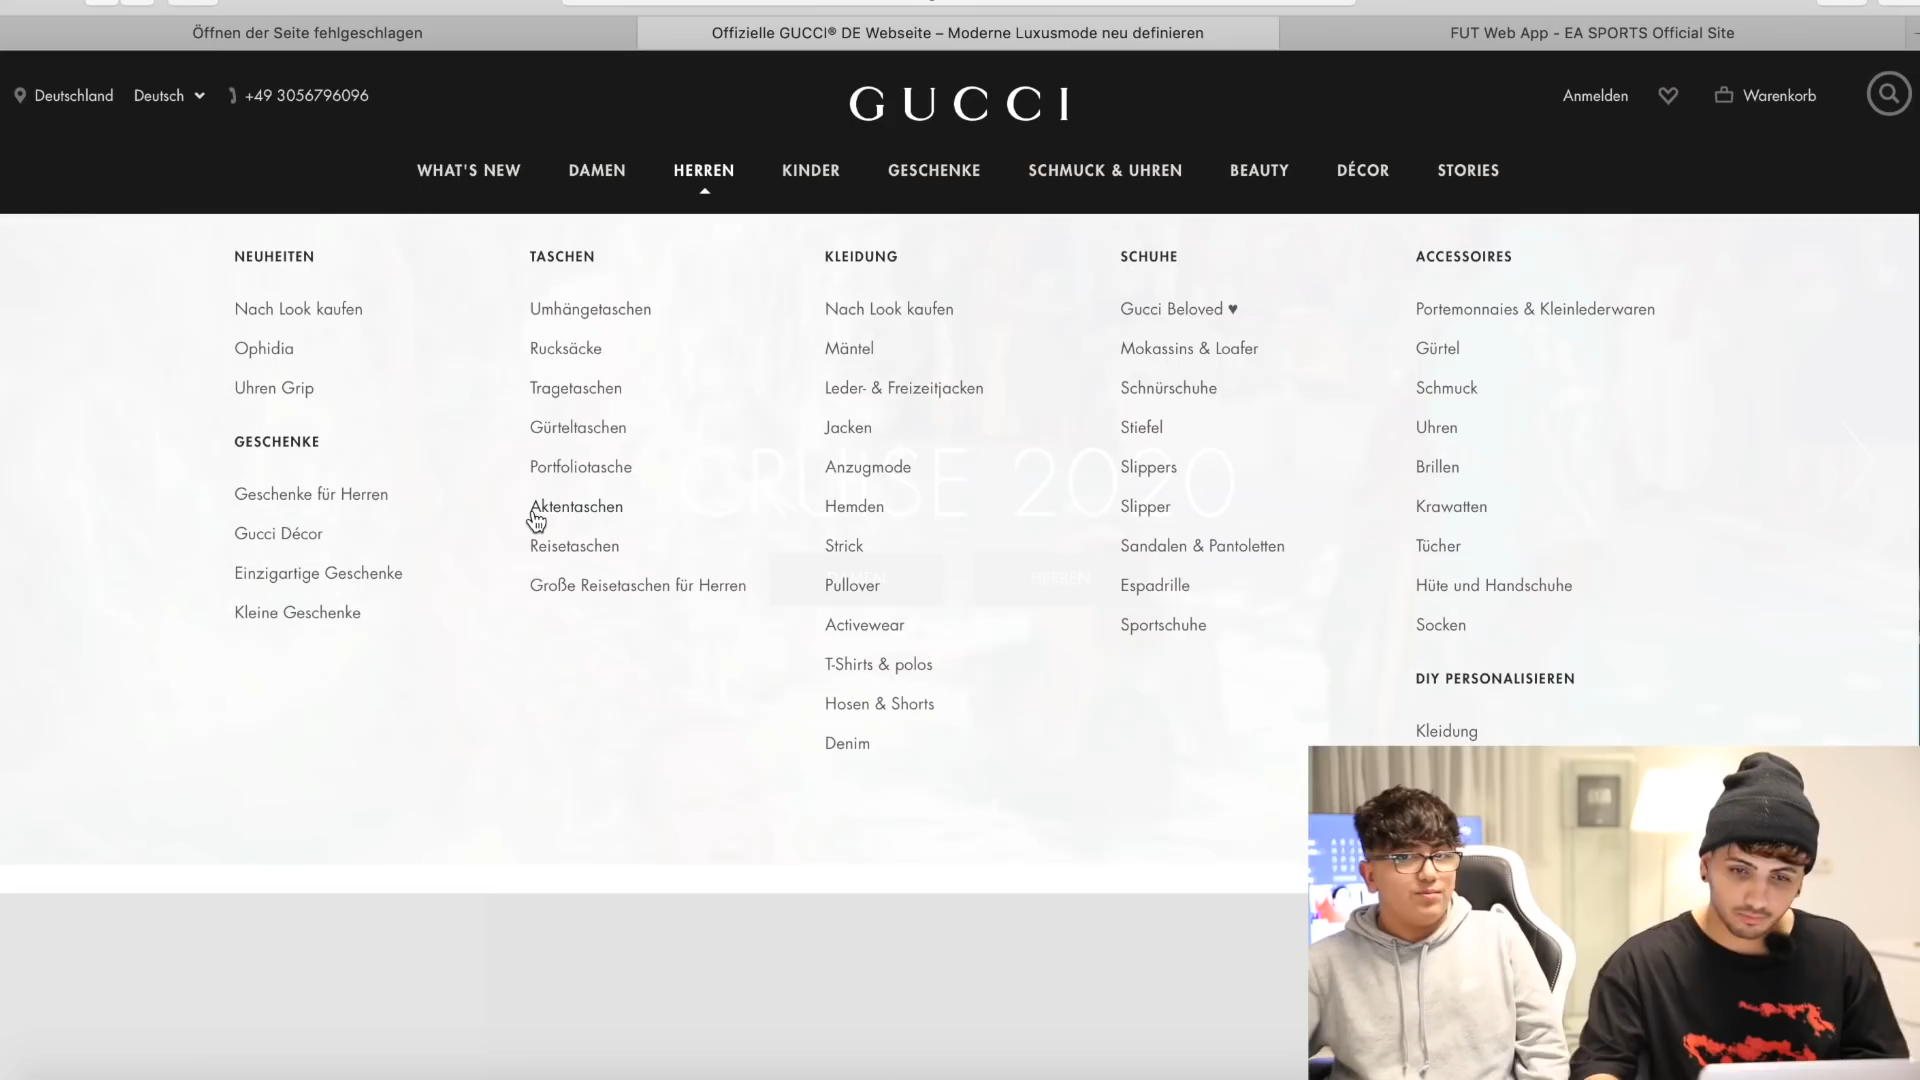 Öffnen der Seite fehlgeschlagen
Offizielle GUCCI® DE Webseite – Moderne Luxusmode neu definieren
FUT Web App - EA SPORTS Official Site
Deutschland
Deutsch
+49 3056796096
GUCCI
Anmelden
Warenkorb
WHAT'S NEW
DAMEN
HERREN
KINDER
GESCHENKE
SCHMUCK & UHREN
BEAUTY
DÉCOR
STORIES
NEUHEITEN
Nach Look kaufen
Ophidia
Uhren Grip
GESCHENKE
Geschenke für Herren
Gucci Décor
Einzigartige Geschenke
Kleine Geschenke
TASCHEN
Umhängetaschen
Rucksäcke
Tragetaschen
Gürteltaschen
Portfoliotasche
Aktentaschen
Reisetaschen
Große Reisetaschen für Herren
KLEIDUNG
Nach Look kaufen
Mäntel
Leder- & Freizeitjacken
Jacken
Anzugmode
Hemden
Strick
Pullover
Activewear
T-Shirts & polos
Hosen & Shorts
Denim
SCHUHE
Gucci Beloved ♥
Mokassins & Loafer
Schnürschuhe
Stiefel
Slippers
Slipper
Sandalen & Pantoletten
Espadrille
Sportschuhe
ACCESSOIRES
Portemonnaies & Kleinlederwaren
Gürtel
Schmuck
Uhren
Brillen
Krawatten
Tücher
Hüte und Handschuhe
Socken
DIY PERSONALISIEREN
Kleidung
CRUISE 2020
DAMEN
HERREN